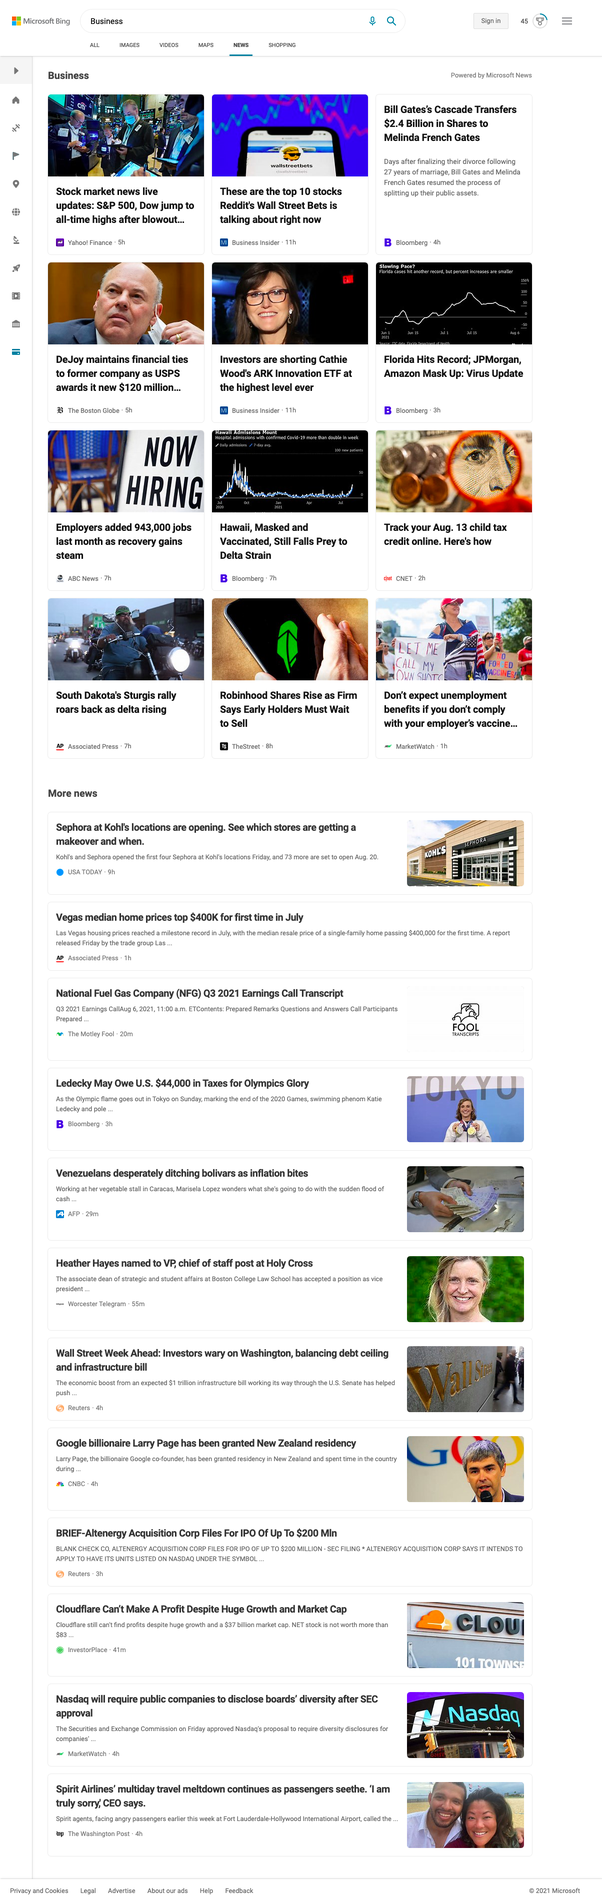 Microsoft Bing
Business
Sign in
45
ALL
IMAGES
VIDEOS
MAPS
NEWS
SHOPPING
Business
Powered by Microsoft News
Stock market news live
updates: S&P 500, Dow jump to
all-time highs after blowout...
Yahoo! Finance · 5h
wallstreetbets
These are the top 10 stocks
Reddit's Wall Street Bets is
talking about right now
Business Insider · 11h
Bill Gates's Cascade Transfers
$2.4 Billion in Shares to
Melinda French Gates
Days after finalizing their divorce following
27 years of marriage, Bill Gates and Melinda
French Gates resumed the process of
splitting up their public assets.
Bloomberg · 4h
DeJoy maintains financial ties
to former company as USPS
awards it new $120 million...
The Boston Globe · 5h
Investors are shorting Cathie
Wood's ARK Innovation ETF at
the highest level ever
Business Insider · 11h
Slowing Pace?
Florida cases hit another record, but percent increases are smaller
Florida Hits Record; JPMorgan,
Amazon Mask Up: Virus Update
Bloomberg · 3h
NOW
HIRING
Employers added 943,000 jobs
last month as recovery gains
steam
ABC News · 7h
Hawaii Admissions Mount
Hospital admissions with confirmed Covid-19 more than double in week
Hawaii, Masked and
Vaccinated, Still Falls Prey to
Delta Strain
Bloomberg · 7h
Track your Aug. 13 child tax
credit online. Here's how
CNET · 2h
South Dakota's Sturgis rally
roars back as delta rising
Associated Press · 7h
Robinhood Shares Rise as Firm
Says Early Holders Must Wait
to Sell
TheStreet · 8h
LET ME
CALL MY
OWN SHOTS
NO
FORCED
VACCINES
Don't expect unemployment
benefits if you don't comply
with your employer's vaccine...
MarketWatch · 1h
More news
Sephora at Kohl's locations are opening. See which stores are getting a
makeover and when.
Kohl's and Sephora opened the first four Sephora at Kohl's locations Friday, and 73 more are set to open Aug. 20.
USA TODAY · 9h
KOHL'S
SEPHORA
Vegas median home prices top $400K for first time in July
Las Vegas housing prices reached a milestone record in July, with the median resale price of a single-family home passing $400,000 for the first time. A report
released Friday by the trade group Las ...
Associated Press · 1h
National Fuel Gas Company (NFG) Q3 2021 Earnings Call Transcript
Q3 2021 Earnings CallAug 6, 2021, 11:00 a.m. ETContents: Prepared Remarks Questions and Answers Call Participants
Prepared ...
The Motley Fool · 20m
FOOL
TRANSCRIPTS
Ledecky May Owe U.S. $44,000 in Taxes for Olympics Glory
As the Olympic flame goes out in Tokyo on Sunday, marking the end of the 2020 Games, swimming phenom Katie
Ledecky and pole ...
Bloomberg · 3h
TOKYO
Venezuelans desperately ditching bolivars as inflation bites
Working at her vegetable stall in Caracas, Marisela Lopez wonders what she's going to do with the sudden flood of
cash ...
AFP · 29m
Heather Hayes named to VP, chief of staff post at Holy Cross
The associate dean of strategic and student affairs at Boston College Law School has accepted a position as vice
president ...
Worcester Telegram · 55m
Wall Street Week Ahead: Investors wary on Washington, balancing debt ceiling
and infrastructure bill
The economic boost from an expected $1 trillion infrastructure bill working its way through the U.S. Senate has helped
push ...
Reuters · 4h
Wall Street
Google billionaire Larry Page has been granted New Zealand residency
Larry Page, the billionaire Google co-founder, has been granted residency in New Zealand and spent time in the country
during ...
CNBC · 4h
BRIEF-Altenergy Acquisition Corp Files For IPO Of Up To $200 Mln
BLANK CHECK CO, ALTENERGY ACQUISITION CORP FILES FOR IPO OF UP TO $200 MILLION - SEC FILING * ALTENERGY ACQUISITION CORP SAYS IT INTENDS TO
APPLY TO HAVE ITS UNITS LISTED ON NASDAQ UNDER THE SYMBOL ...
Reuters · 3h
Cloudflare Can't Make A Profit Despite Huge Growth and Market Cap
Cloudflare still can't find profits despite huge growth and a $37 billion market cap. NET stock is not worth more than
$83 ...
InvestorPlace · 41m
CLOU
101 TOWNSE
Nasdaq will require public companies to disclose boards' diversity after SEC
approval
The Securities and Exchange Commission on Friday approved Nasdaq's proposal to require diversity disclosures for
companies' ...
MarketWatch · 4h
Nasdaq
Spirit Airlines' multiday travel meltdown continues as passengers seethe. 'I am
truly sorry,' CEO says.
Spirit agents, facing angry passengers earlier this week at Fort Lauderdale-Hollywood International Airport, called the ...
The Washington Post · 4h
Privacy and Cookies
Legal
Advertise
About our ads
Help
Feedback
© 2021 Microsoft